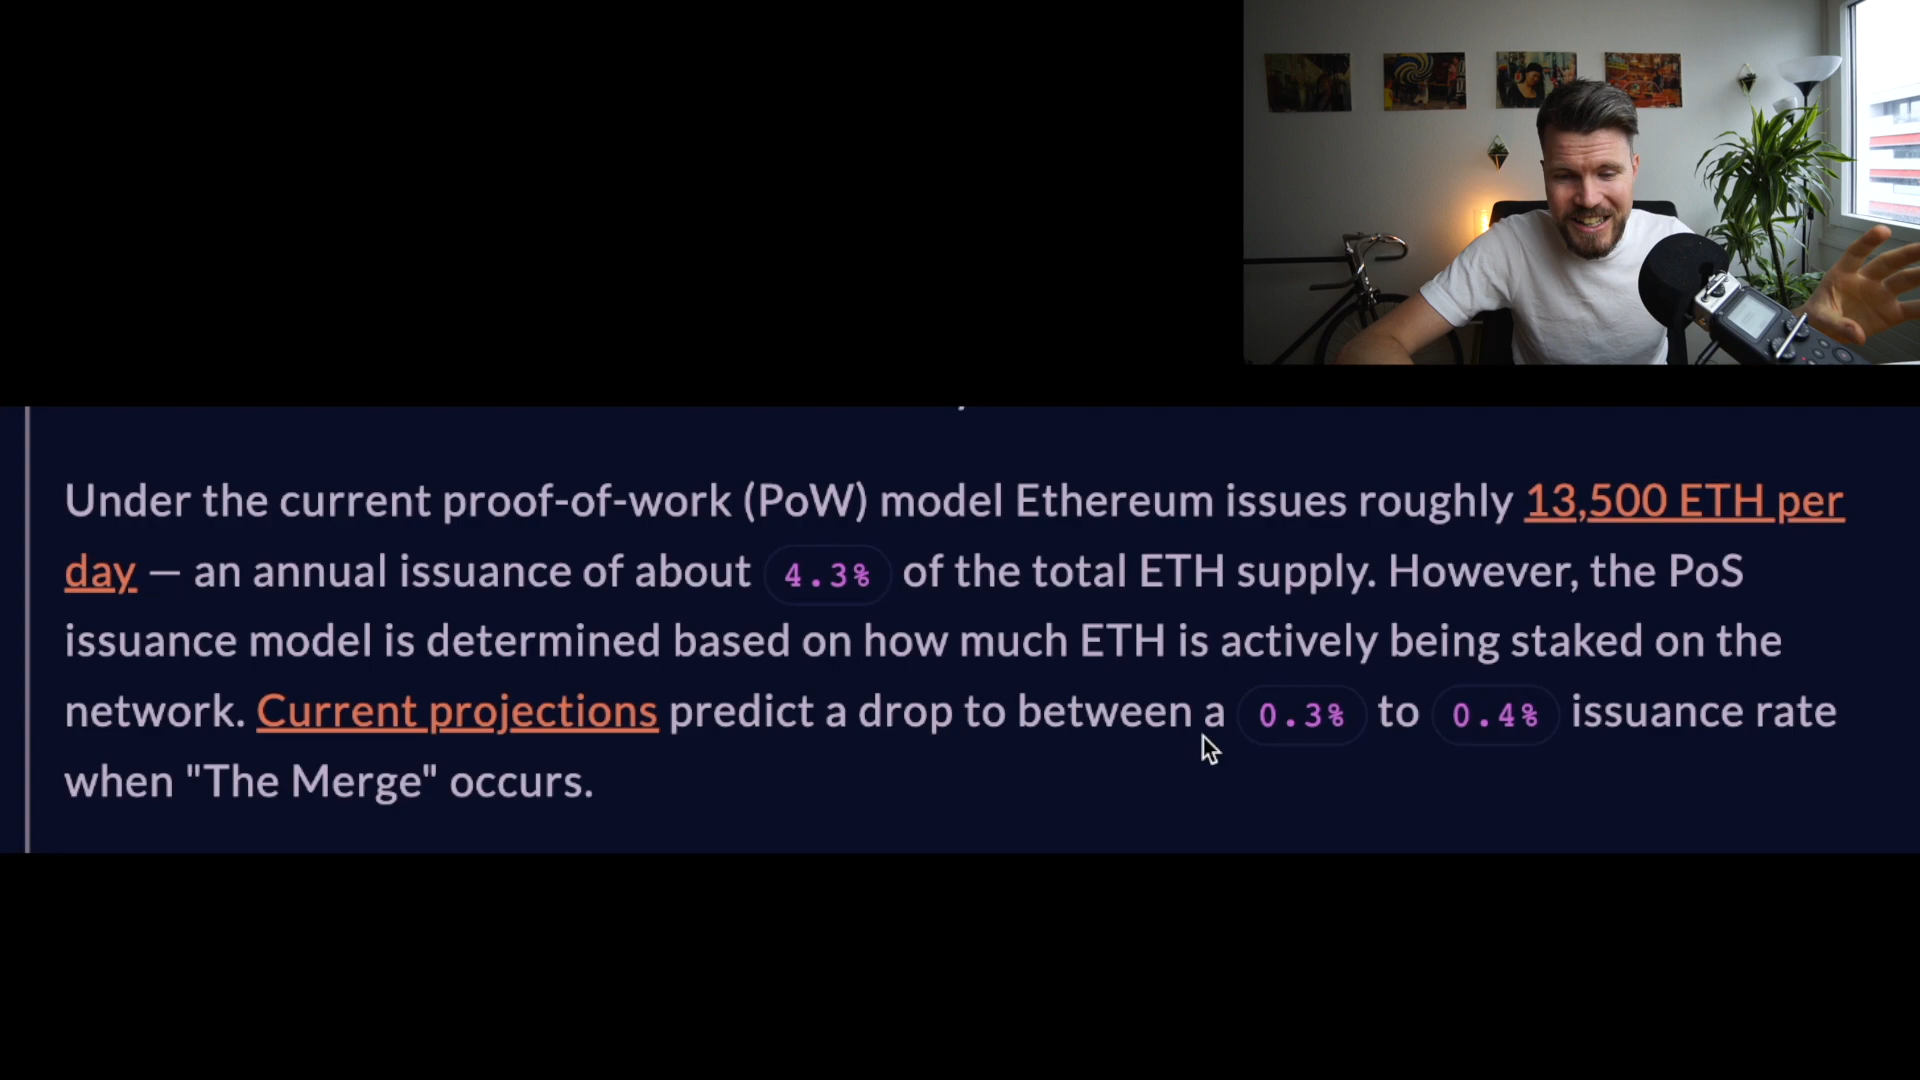 Under the current proof-of-work (PoW) model Ethereum issues roughly 13,500 ETH per
day — an annual issuance of about 4.3% of the total ETH supply. However, the PoS
issuance model is determined based on how much ETH is actively being staked on the
network. Current projections predict a drop to between a 0.3% to 0.4% issuance rate
when "The Merge" occurs.